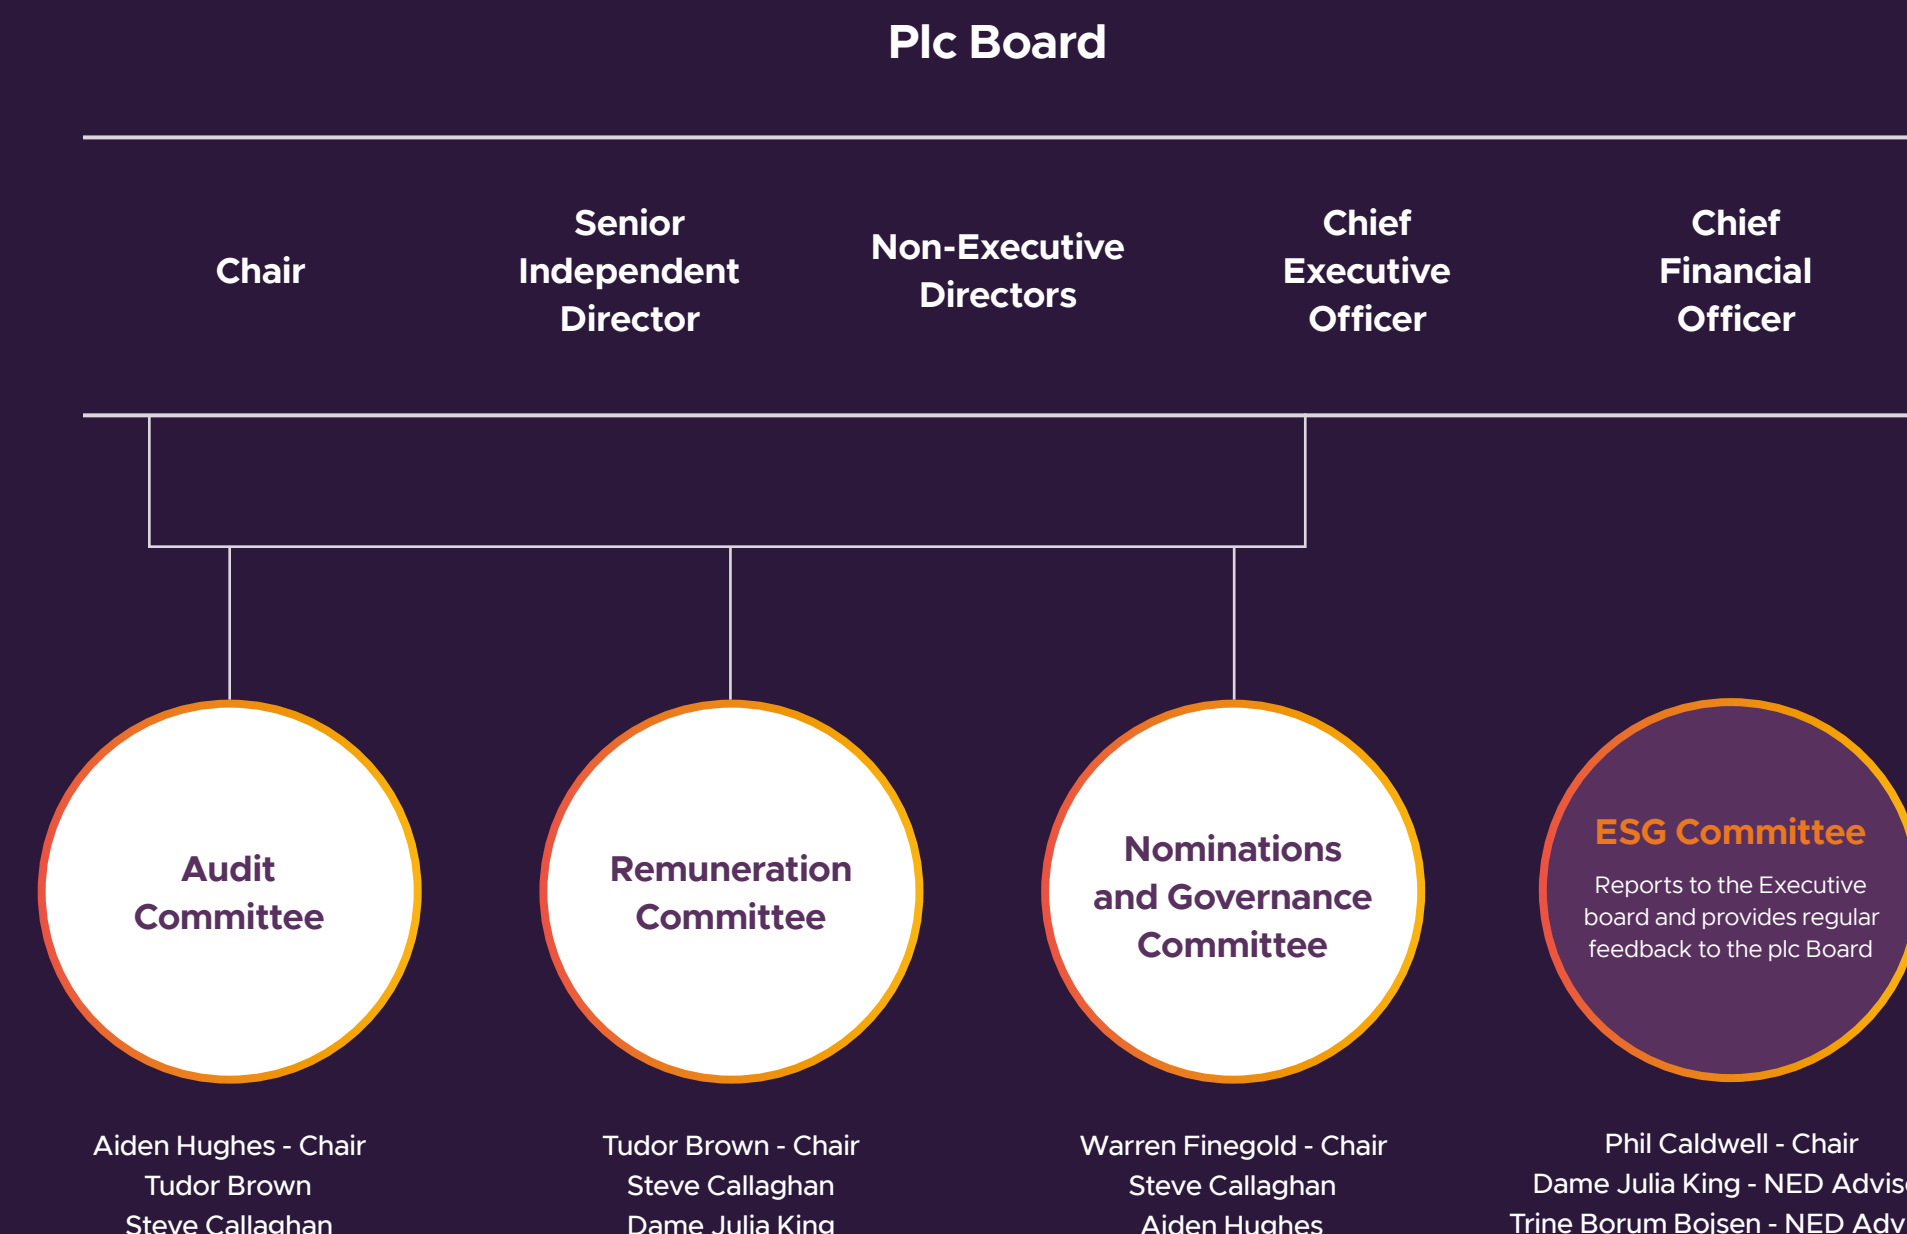 Plc Board
Chair
Senior
Independent
Director
Non-Executive
Directors
Chief
Executive
Officer
Chief
Financial
Officer
Audit
Committee
Remuneration
Committee
Nominations
and Governance
Committee
ESG Committee
Reports to the Executive
board and provides regular
feedback to the plc Board
Aiden Hughes - Chair
Tudor Brown
Steve Callaghan
Tudor Brown - Chair
Steve Callaghan
Dame Julia King
Warren Finegold - Chair
Steve Callaghan
Aiden Hughes
Phil Caldwell - Chair
Dame Julia King - NED
Trine Borum Bojsen - NED